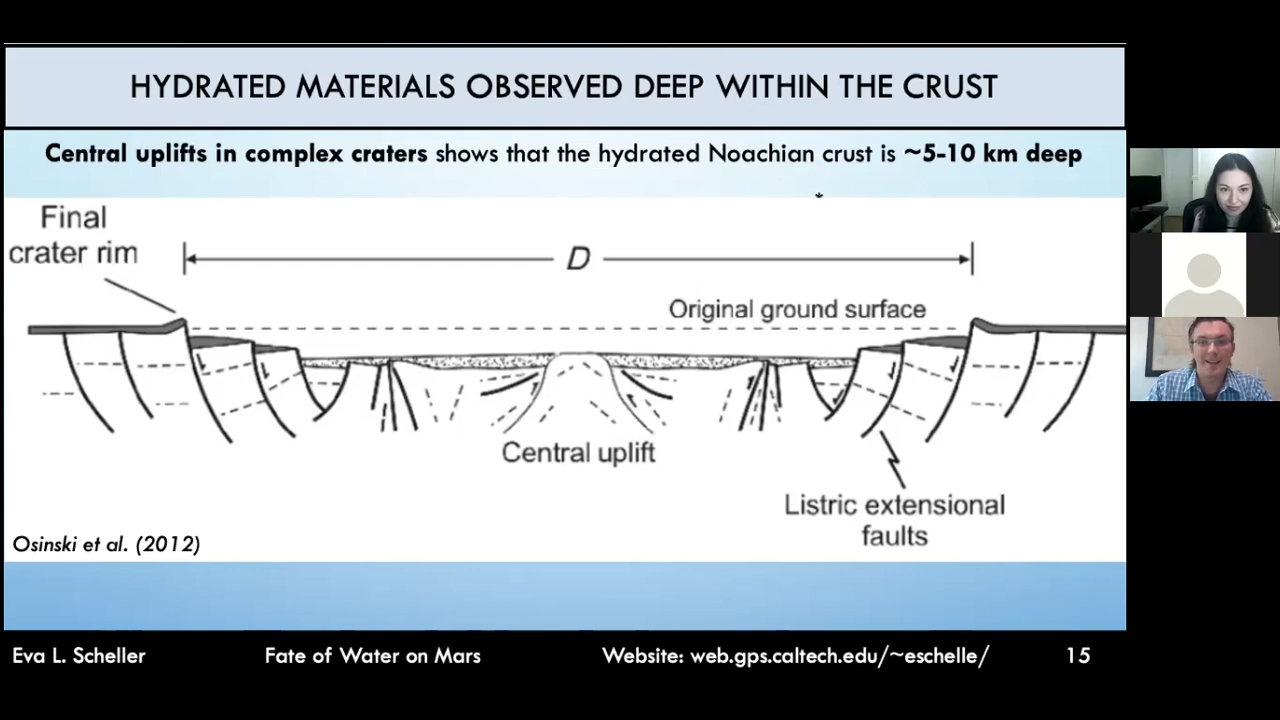 HYDRATED MATERIALS OBSERVED DEEP WITHIN THE CRUST
Central uplifts in complex craters shows that the hydrated Noachian crust is ~5-10 km deep
*
Final
crater rim
D
Original ground surface
Central uplift
Listric extensional
faults
Osinski et al. (2012)
Eva L. Scheller
Fate of Water on Mars
Website: web.gps.caltech.edu/~eschelle/
15